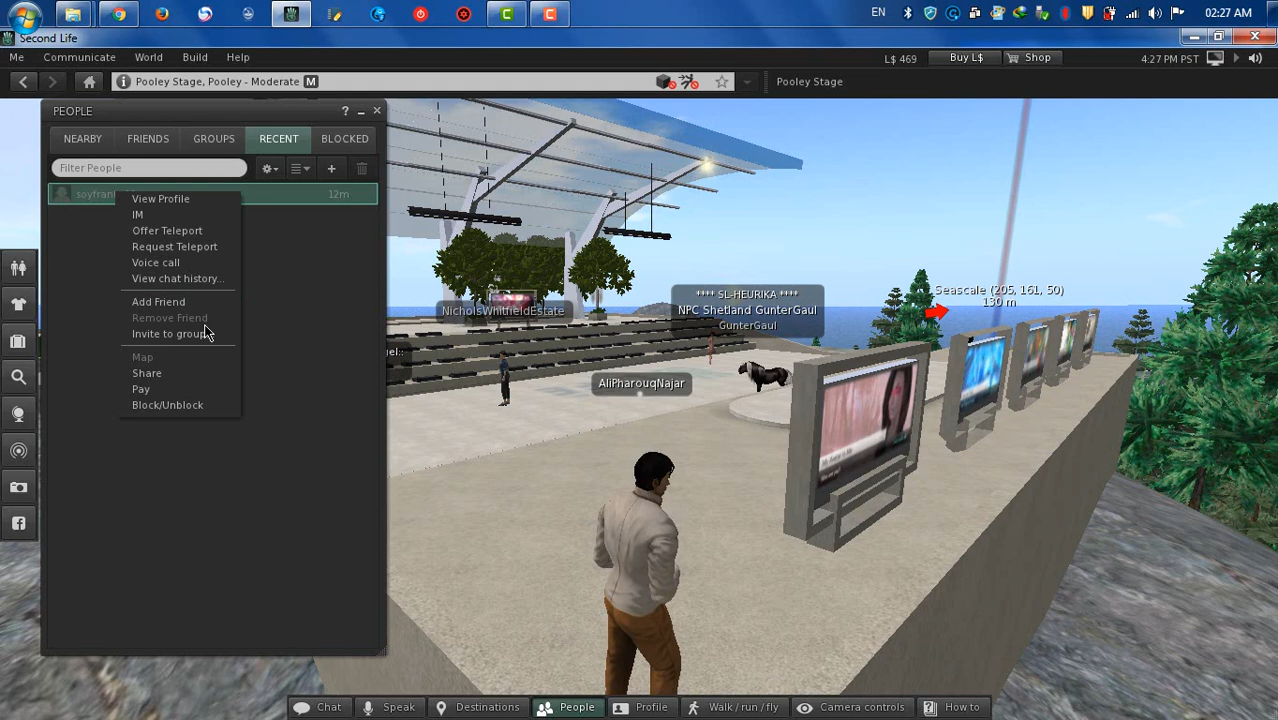 EN
02:27 AM
Second Life
Me Communicate World Build Help
L$ 469 Buy L$ Shop 4:27 PM PST
Pooley Stage, Pooley - Moderate M
Pooley Stage
PEOPLE ?
NEARBY FRIENDS GROUPS RECENT BLOCKED
Filter People
12m
View Profile
IM
Offer Teleport
Request Teleport
Voice call
View chat history...
Add Friend
Remove Friend
Invite to group
Map
Share
Pay
Block/Unblock
NicholsWhitfieldEstate
**** SL-HEURIKA ****
NPC Shetland GunterGaul
GunterGaul
Seascale (205, 161, 50)
130 m
AliPharouqNajar
Chat Speak Destinations People Profile Walk / run / fly Camera controls How to